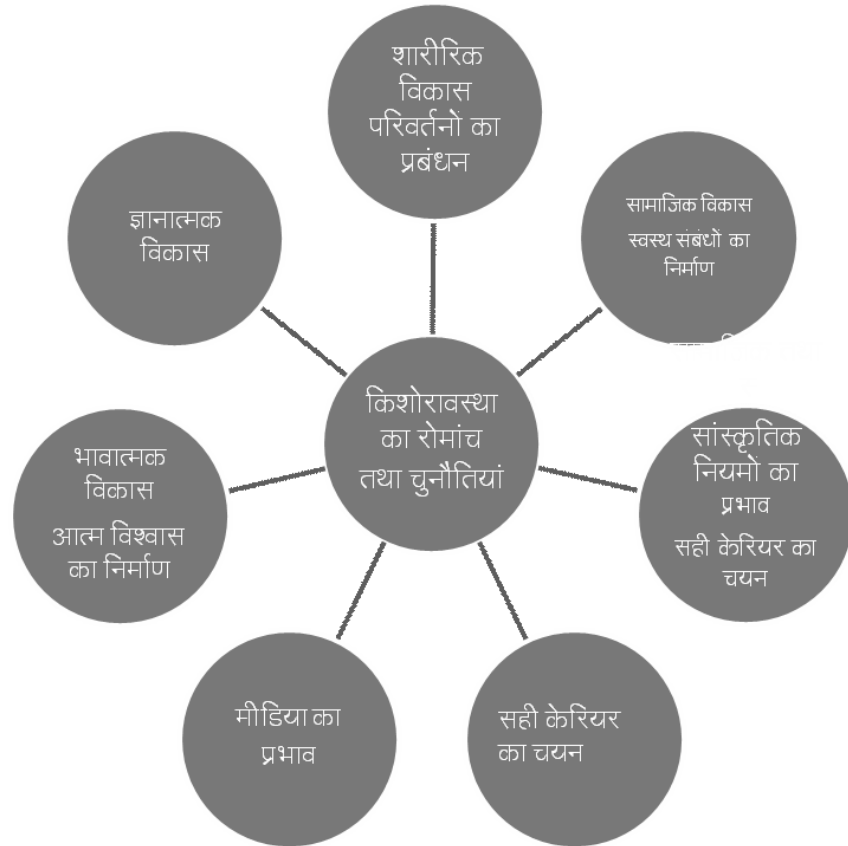 शारीरिक
विकास
परिवर्तनों का
प्रबंधन
सामाजिक विकास
स्वस्थ संबंधों का
निर्माण
सांस्कृतिक
नियमों का
प्रभाव
सही केरियर का
चयन
सही केरियर
का चयन
मीडिया का
प्रभाव
भावात्मक
विकास
आत्म विश्वास
का निर्माण
ज्ञानात्मक
विकास
किशोरावस्था
का रोमांच
तथा चुनौतियां